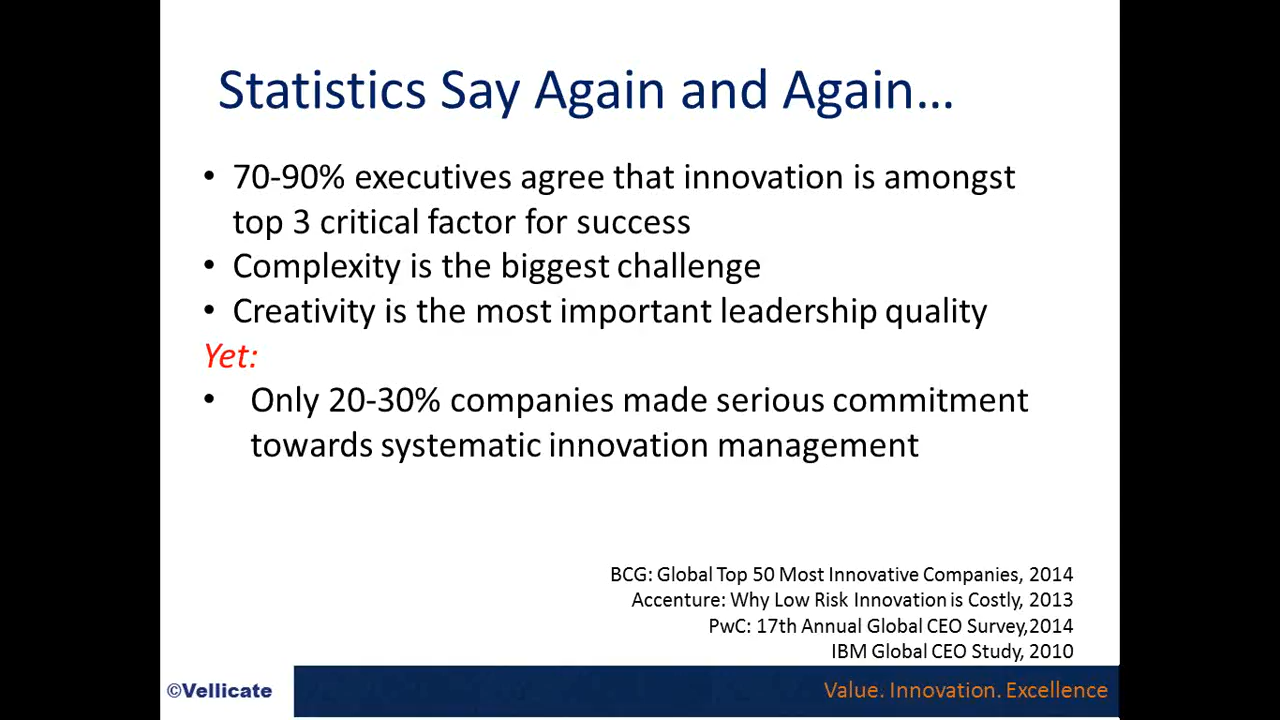 Statistics Say Again and Again...
• 70-90% executives agree that innovation is amongst
top 3 critical factor for success
• Complexity is the biggest challenge
• Creativity is the most important leadership quality
Yet:
• Only 20-30% companies made serious commitment
towards systematic innovation management
BCG: Global Top 50 Most Innovative Companies, 2014
Accenture: Why Low Risk Innovation is Costly, 2013
PwC: 17th Annual Global CEO Survey,2014
IBM Global CEO Study, 2010
©Vellicate
Value. Innovation. Excellence